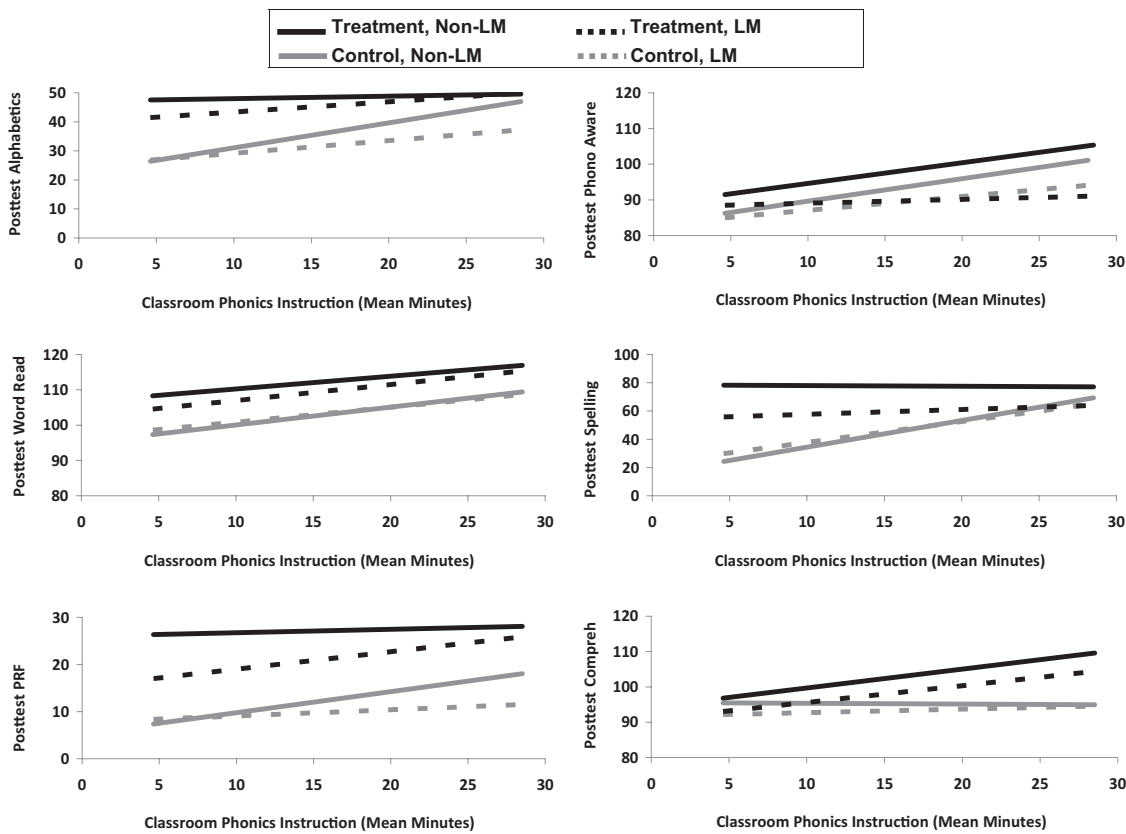 Treatment, Non-LM
Treatment, LM
Control, Non-LM
Control, LM
Posttest Alphabetics
50
40
30
20
10
0
0 5 10 15 20 25 30
Classroom Phonics Instruction (Mean Minutes)
Posttest Phono Aware
120
110
100
90
80
0 5 10 15 20 25 30
Classroom Phonics Instruction (Mean Minutes)
Posttest Word Read
120
110
100
90
80
0 5 10 15 20 25 30
Classroom Phonics Instruction (Mean Minutes)
Posttest Spelling
100
80
60
40
20
0
0 5 10 15 20 25 30
Classroom Phonics Instruction (Mean Minutes)
Posttest PRF
30
20
10
0
0 5 10 15 20 25 30
Classroom Phonics Instruction (Mean Minutes)
Posttest Compreh
120
110
100
90
80
0 5 10 15 20 25 30
Classroom Phonics Instruction (Mean Minutes)